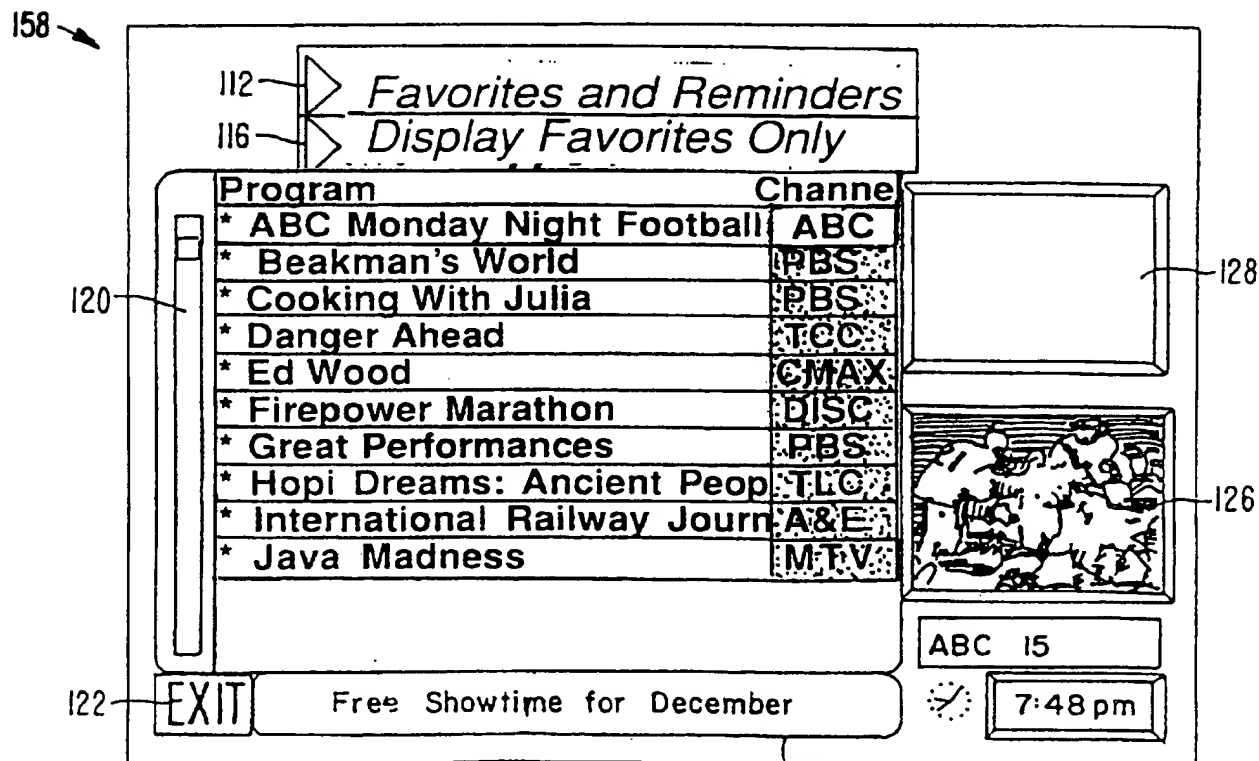 158
112 Favorites and Reminders
116 Display Favorites Only
Program Channe
* ABC Monday Night Football ABC
* Beakman's World PBS
* Cooking With Julia PBS
* Danger Ahead TCC
* Ed Wood CMAX
* Firepower Marathon DISC
* Great Performances PBS
* Hopi Dreams: Ancient Peop TLC
* International Railway Journ A&E
* Java Madness MTV
120
128
126
ABC 15
122 EXIT Free Showtime for December 7:48 pm